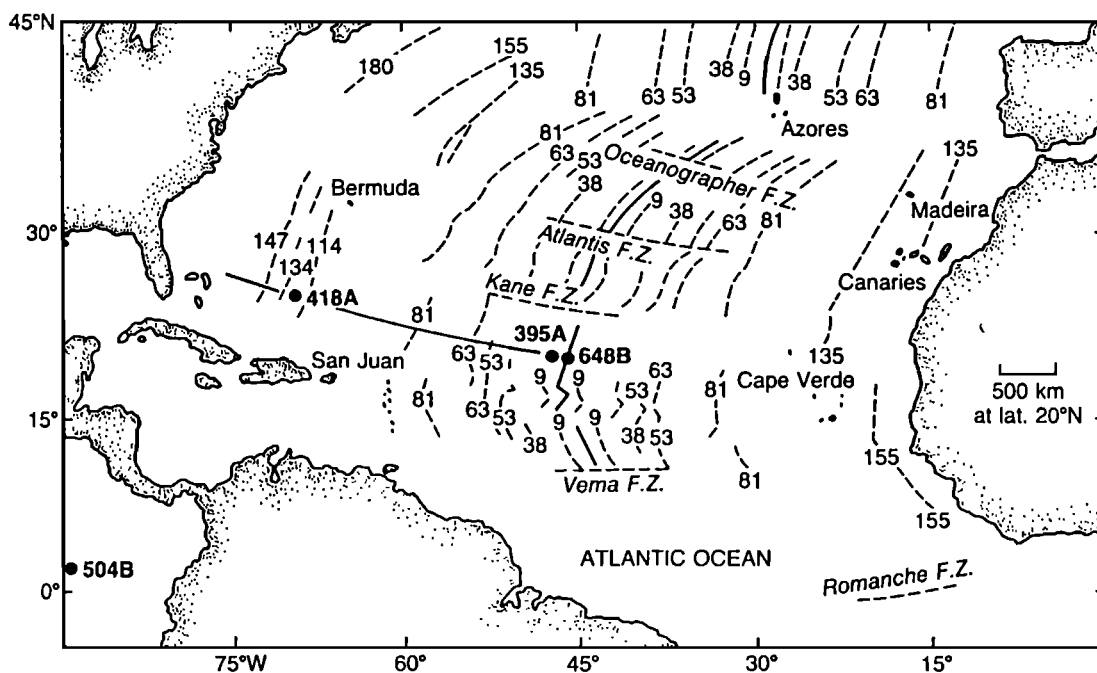 45°N
180
155
135
81
63
53
38
9
38
53
63
81
Azores
135
81
63
53
38
Oceanographer F.Z.
Bermuda
9
38
63
81
Madeira
30°
147
114
134
Atlantis F.Z.
Canaries
418A
Kane F.Z.
81
395A
648B
San Juan
63
53
9
9
53
63
81
135
Cape Verde
500 km
at lat. 20°N
15°
81
63
53
38
9
9
38
53
81
155
155
Vema F.Z.
504B
ATLANTIC OCEAN
Romanche F.Z.
0°
75°W
60°
45°
30°
15°